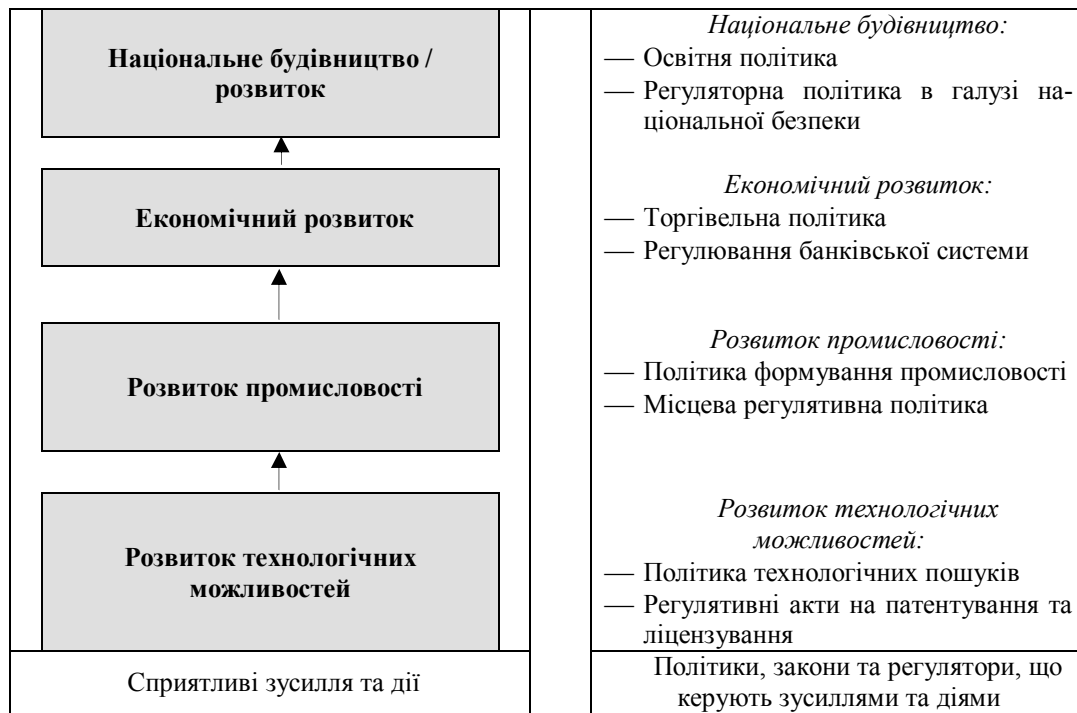 Національне будівництво /
розвиток
Економічний розвиток
Розвиток промисловості
Розвиток технологічних
можливостей
Сприятливі зусилля та дії
Національне будівництво:
— Освітня політика
— Регуляторна політика в галузі на-
ціональної безпеки
Економічний розвиток:
— Торгівельна політика
— Регулювання банківської системи
Розвиток промисловості:
— Політика формування промисловості
— Місцева регулятивна політика
Розвиток технологічних
можливостей:
— Політика технологічних пошуків
— Регулятивні акти на патентування та
ліцензування
Політики, закони та регулятори, що
керують зусиллями та діями